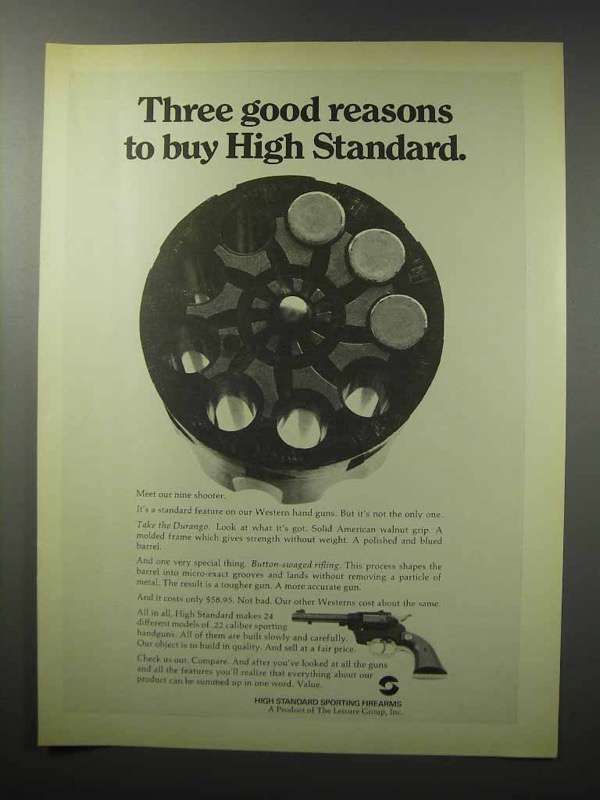 Three good reasons
to buy High Standard.
Meet our nine shooter.
It's a standard feature on our Western hand guns. But it's not the only one.
Take the Durango. Look at what it's got. Solid American walnut grip. A
molded frame which gives strength without weight. A polished and blued
barrel.
And one very special thing. Button-swaged rifling. This process shapes the
barrel into micro-exact grooves and lands without removing a particle of
metal. The result is a tougher gun. A more accurate gun.
And it costs only $58.95. Not bad. Our other Westerns cost about the same.
All in all, High Standard makes 24
different models of .22 caliber sporting
handguns. All of them are built slowly and carefully.
Our object is to build in quality. And sell at a fair price.
Check us out. Compare. And after you've looked at all the guns
and all the features you'll realize that everything about our
product can be summed up in one word. Value.
HIGH STANDARD SPORTING FIREARMS
A Product of The Leisure Group, Inc.